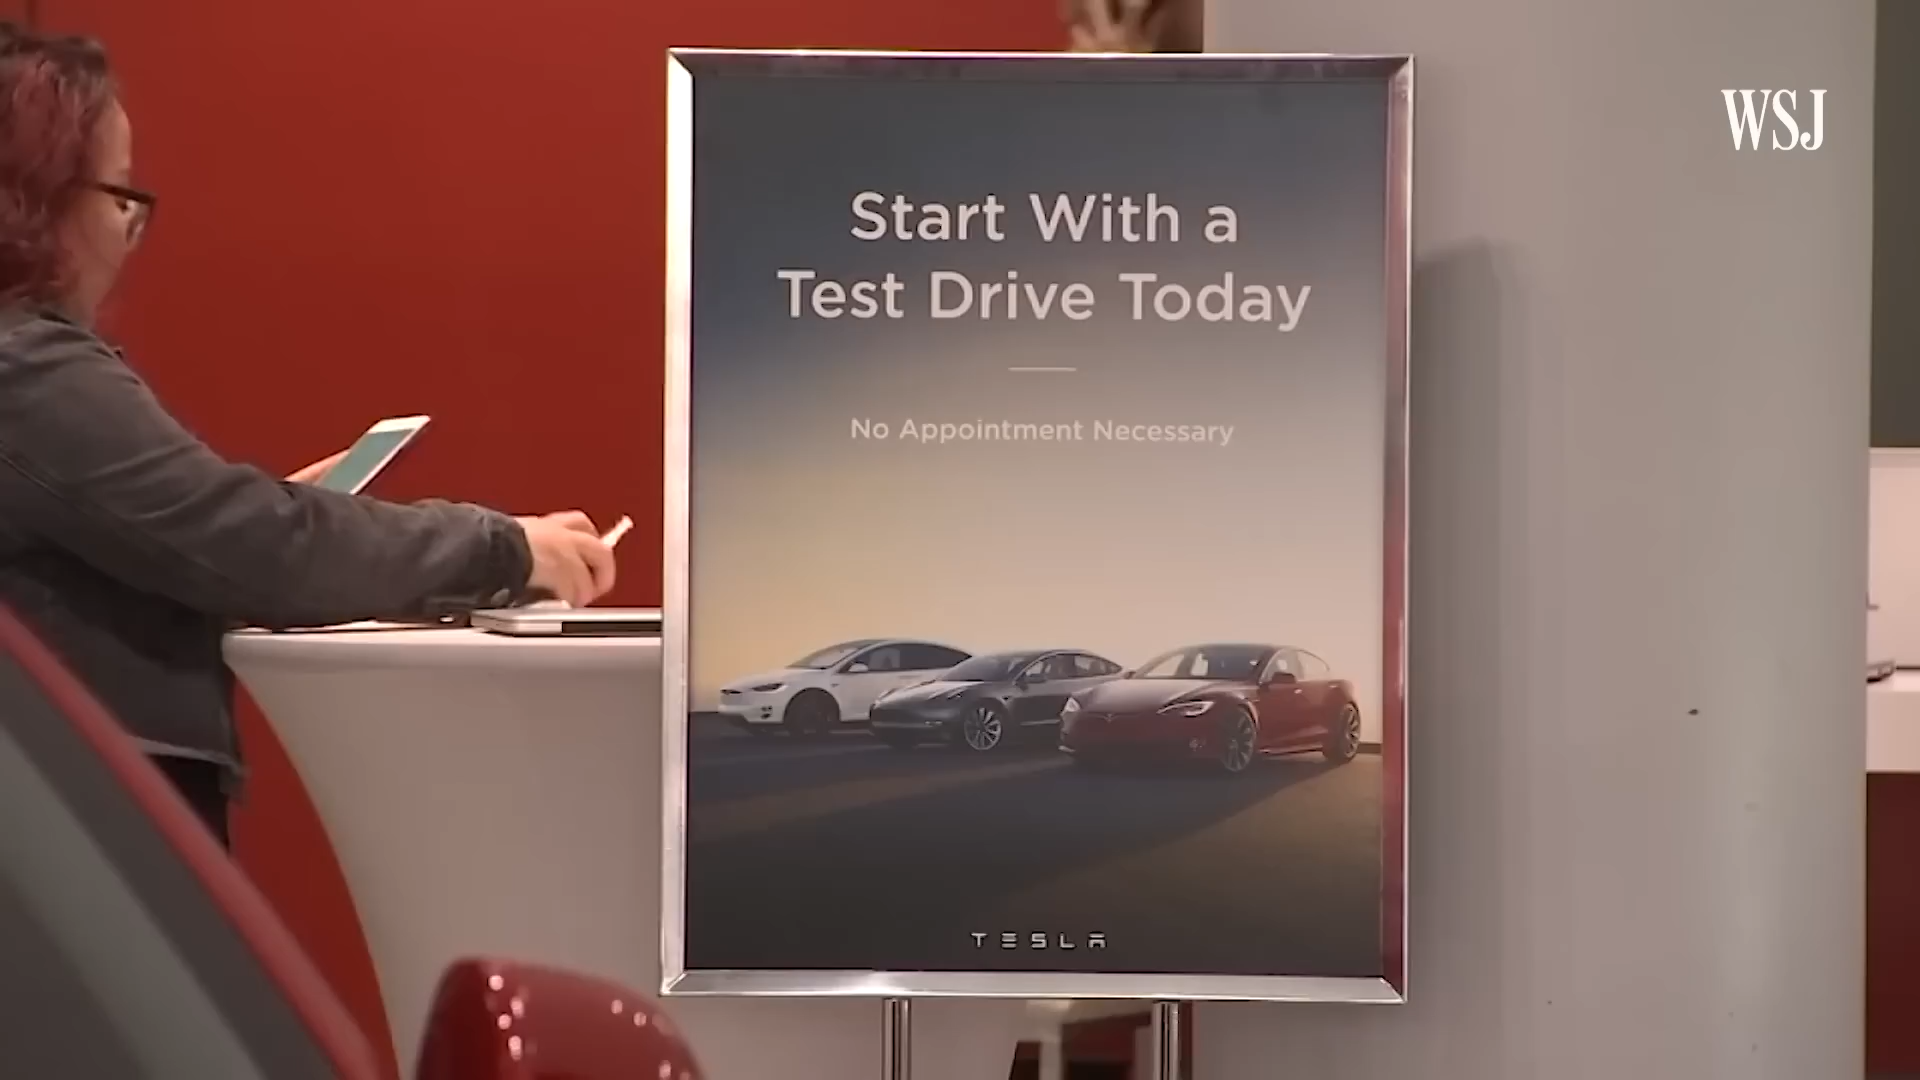 WSJ
Start With a
Test Drive Today
No Appointment Necessary
TESLA